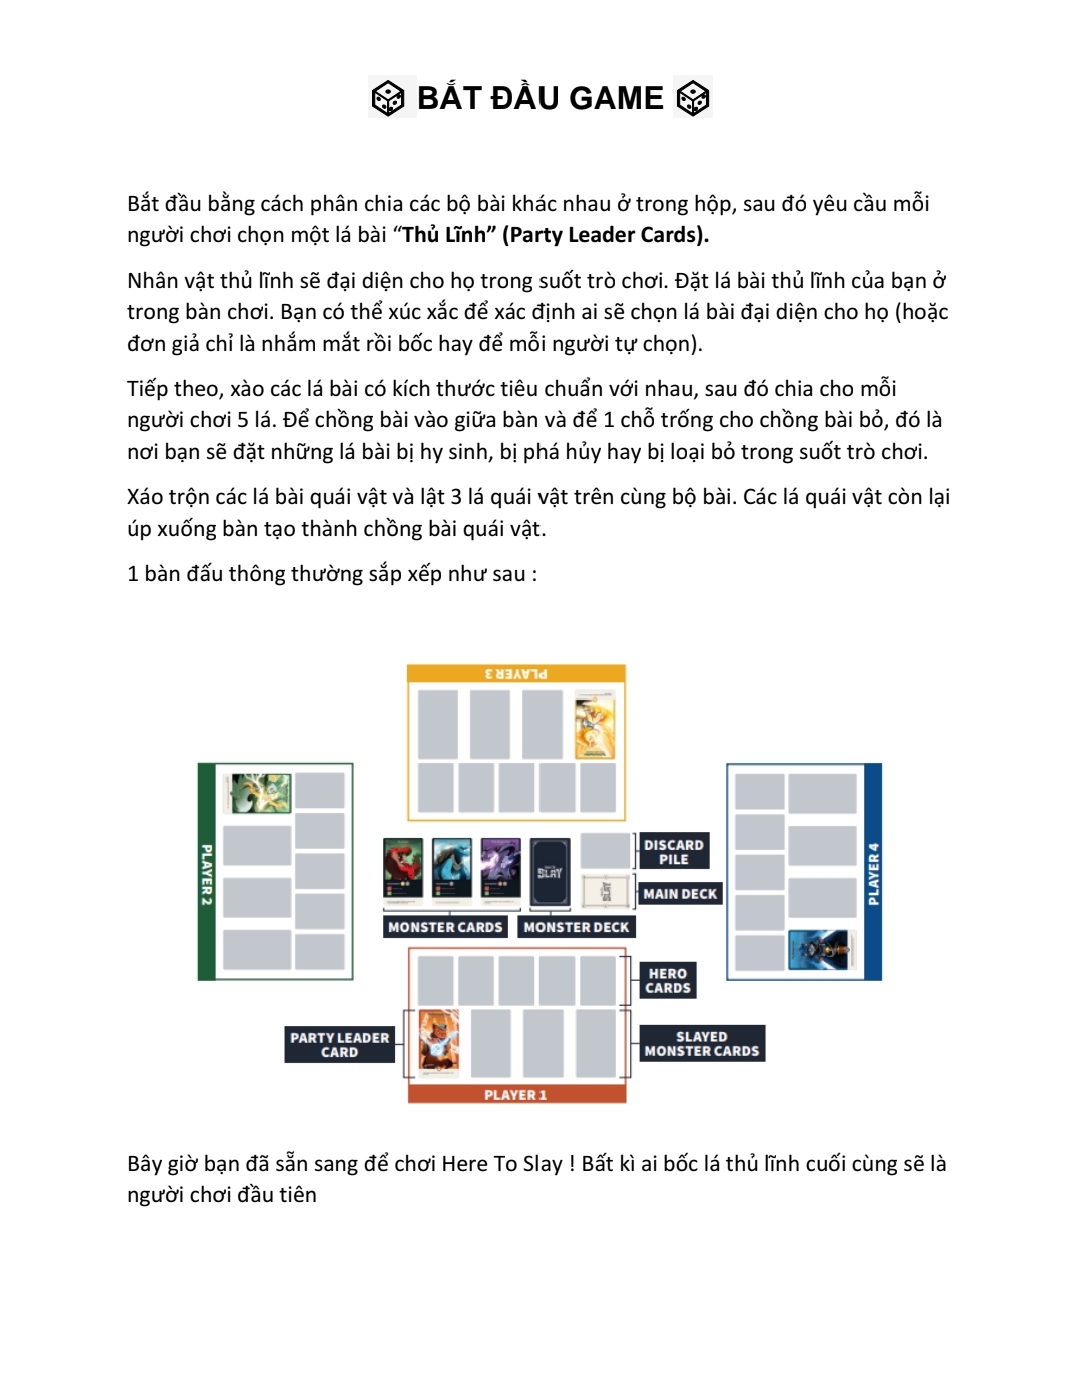 BẮT ĐẦU GAME
Bắt đầu bằng cách phân chia các bộ bài khác nhau ở trong hộp, sau đó yêu cầu mỗi
người chơi chọn một lá bài “Thủ Lĩnh” (Party Leader Cards).
Nhân vật thủ lĩnh sẽ đại diện cho họ trong suốt trò chơi. Đặt lá bài thủ lĩnh của bạn ở
trong bàn chơi. Bạn có thể xúc xắc để xác định ai sẽ chọn lá bài đại diện cho họ (hoặc
đơn giả chỉ là nhắm mắt rồi bốc hay để mỗi người tự chọn).
Tiếp theo, xào các lá bài có kích thước tiêu chuẩn với nhau, sau đó chia cho mỗi
người chơi 5 lá. Để chồng bài vào giữa bàn và để 1 chỗ trống cho chồng bài bỏ, đó là
nơi bạn sẽ đặt những lá bài bị hy sinh, bị phá hủy hay bị loại bỏ trong suốt trò chơi.
Xáo trộn các lá bài quái vật và lật 3 lá quái vật trên cùng bộ bài. Các lá quái vật còn lại
úp xuống bàn tạo thành chồng bài quái vật.
1 bàn đấu thông thường sắp xếp như sau :
PLAYER 3
PLAYER 2
PLAYER 4
SLAY
DISCARD
PILE
SLAY
MAIN DECK
MONSTER CARDS
MONSTER DECK
HERO
CARDS
PARTY LEADER
CARD
SLAYED
MONSTER CARDS
PLAYER 1
Bây giờ bạn đã sẵn sang để chơi Here To Slay ! Bất kì ai bốc lá thủ lĩnh cuối cùng sẽ là
người chơi đầu tiên